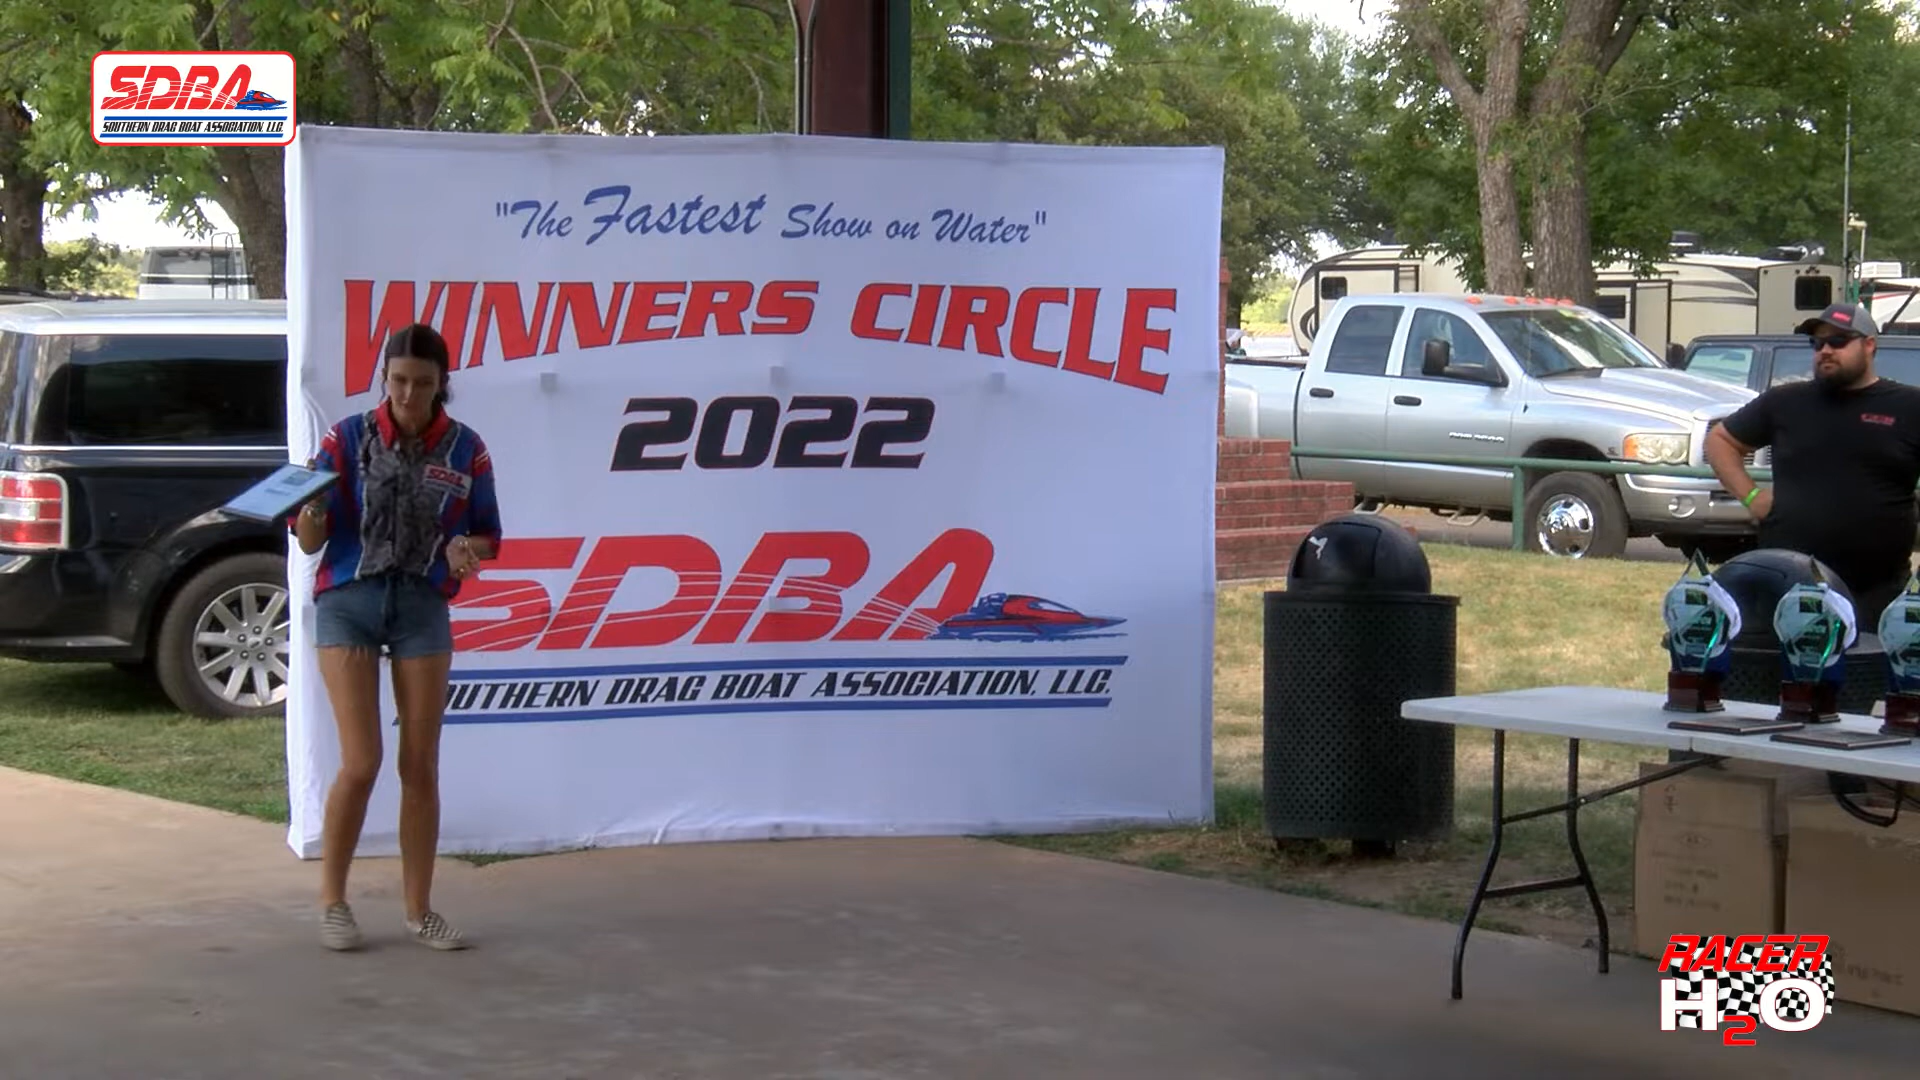 SDBA
SOUTHERN DRAG BOAT ASSOCIATION, LLC.
"The Fastest Show on Water"
WINNERS CIRCLE
2022
SDBA
SOUTHERN DRAG BOAT ASSOCIATION, LLC.
SDBA
RACER
H2O